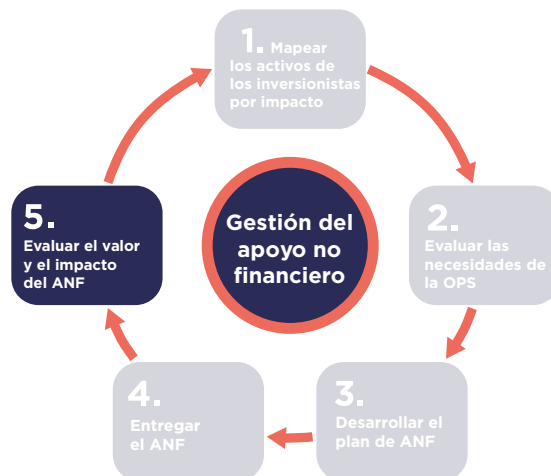 1. Mapear
los activos de
los inversionistas
por impacto
2.
Evaluar las
necesidades de
la OPS
3.
Desarrollar el
plan de ANF
4.
Entregar
el ANF
5.
Evaluar el valor
y el impacto
del ANF
Gestión del
apoyo no
financiero